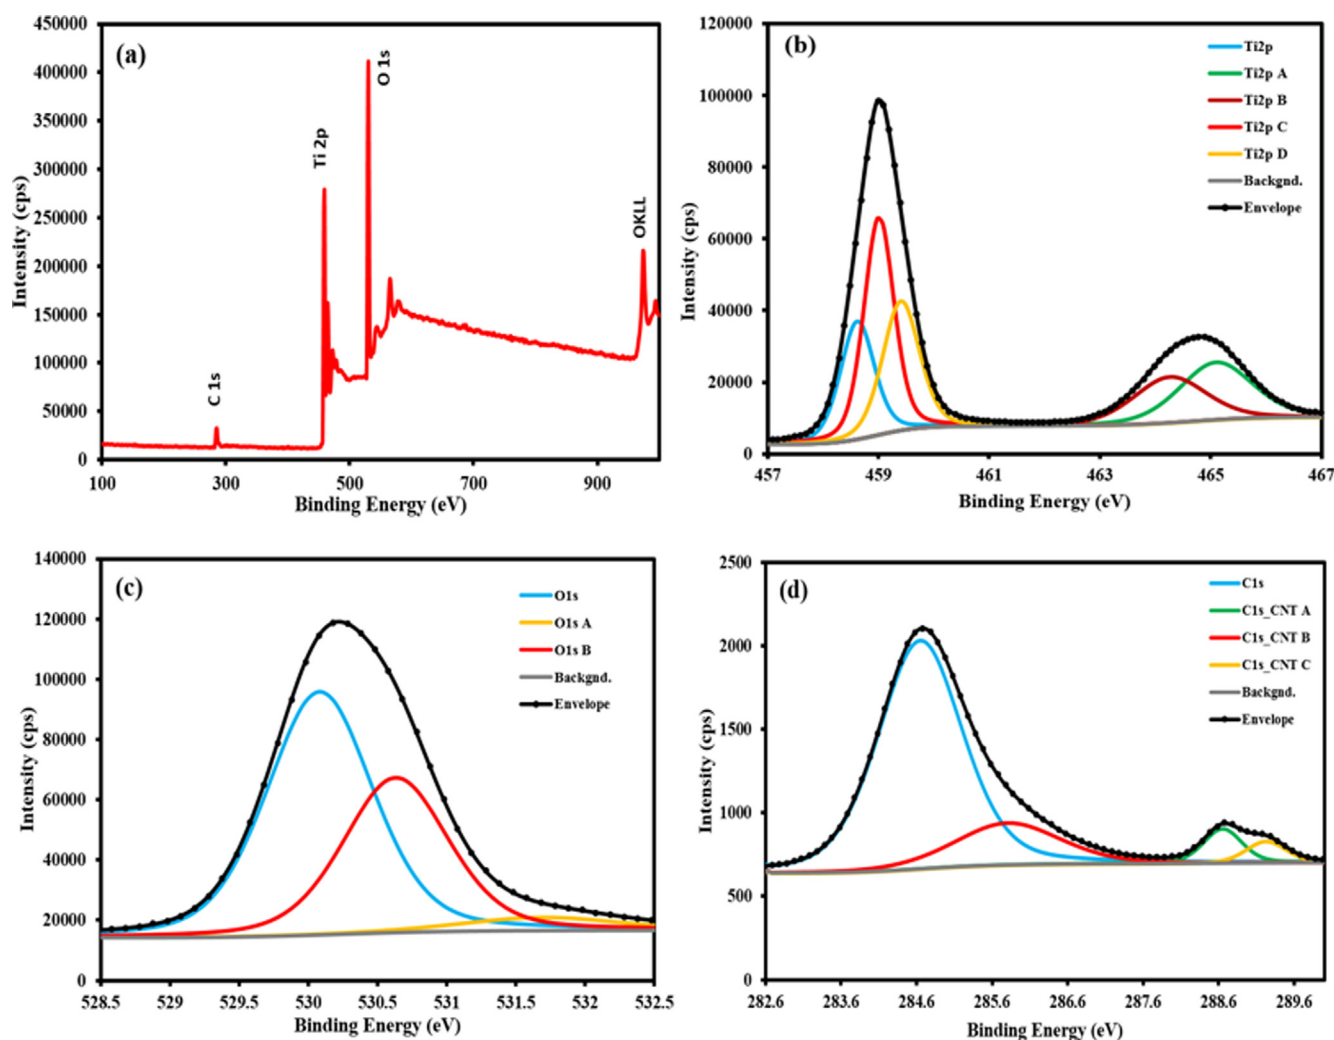 (a)
450000
400000
350000
300000
250000
200000
150000
100000
50000
0
Intensity (cps)
C 1s
Ti 2p
O 1s
OKLL
100
300
500
700
900
Binding Energy (eV)
(b)
120000
100000
80000
60000
40000
20000
0
Intensity (cps)
Ti2p
Ti2p A
Ti2p B
Ti2p C
Ti2p D
Backgnd.
Envelope
457
459
461
463
465
467
Binding Energy (eV)
(c)
140000
120000
100000
80000
60000
40000
20000
0
Intensity (cps)
O1s
O1s A
O1s B
Backgnd.
Envelope
528.5
529
529.5
530
530.5
531
531.5
532
532.5
Binding Energy (eV)
(d)
2500
2000
1500
1000
500
0
Intensity (cps)
C1s
C1s_CNT A
C1s_CNT B
C1s_CNT C
Backgnd.
Envelope
282.6
283.6
284.6
285.6
286.6
287.6
288.6
289.6
Binding Energy (eV)